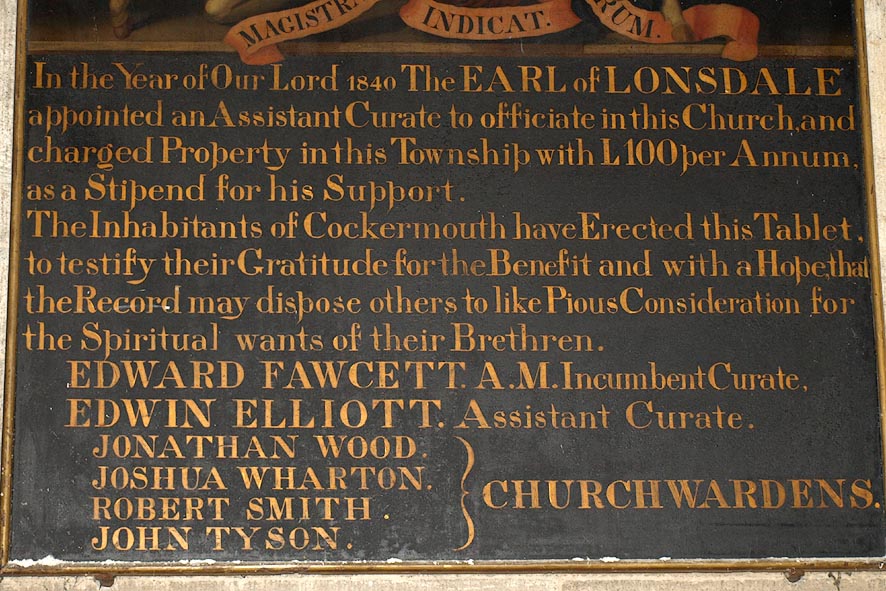 MAGISTRA
INDICAT.
RUM.
In the Year of Our Lord 1840 The EARL of LONSDALE
appointed an Assistant Curate to officiate in this Church, and
charged Property in this Township with L100 per Annum,
as a Stipend for his Support.
The Inhabitants of Cockermouth have Erected this Tablet,
to testify their Gratitude for the Benefit and with a Hope, that
the Record may dispose others to like Pious Consideration for
the Spiritual wants of their Brethren.
EDWARD FAWCETT. A.M. Incumbent Curate,
EDWIN ELLIOTT. Assistant Curate.
JONATHAN WOOD.
JOSHUA WHARTON.
ROBERT SMITH.
JOHN TYSON.
CHURCHWARDENS.